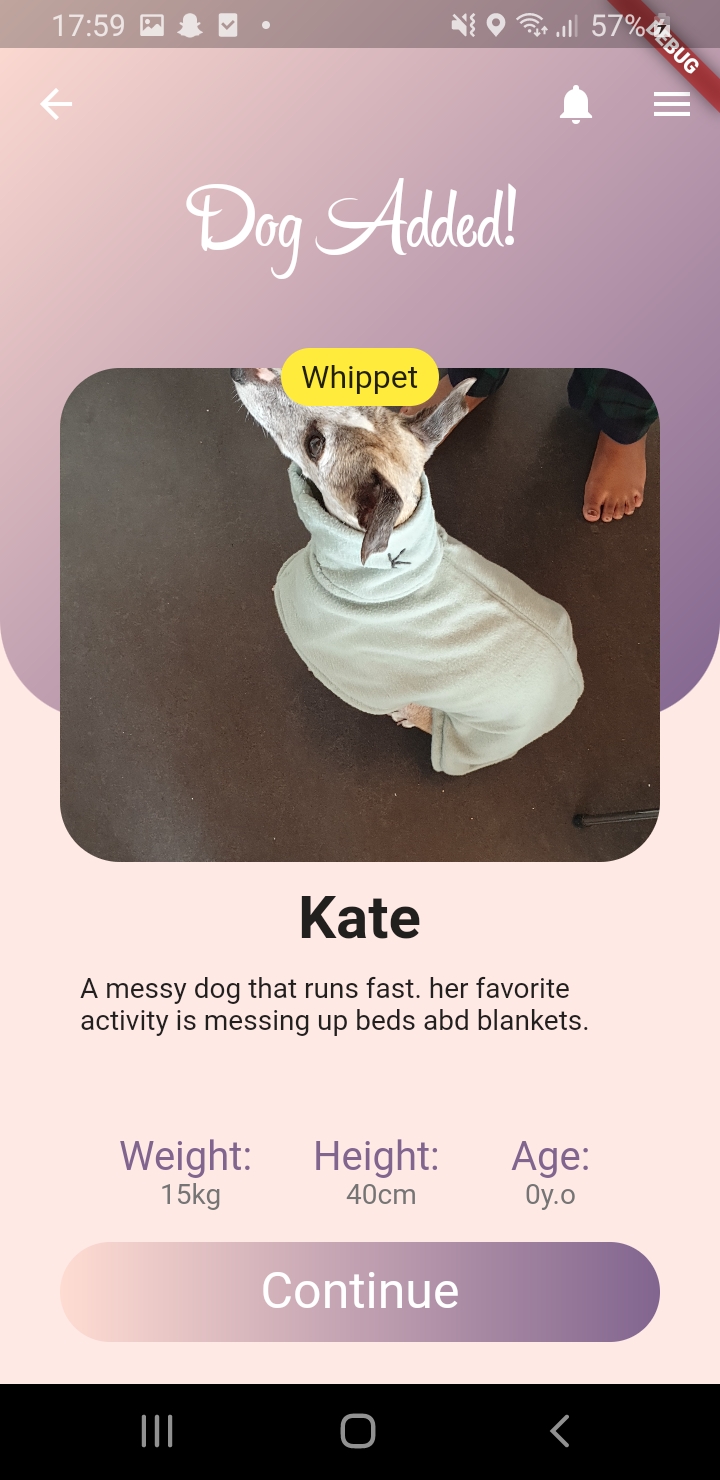 17:59
57%
DEBUG
Dog Added!
Whippet
Kate
A messy dog that runs fast. her favorite
activity is messing up beds abd blankets.
Weight: Height: Age:
15kg 40cm 0y.o
Continue